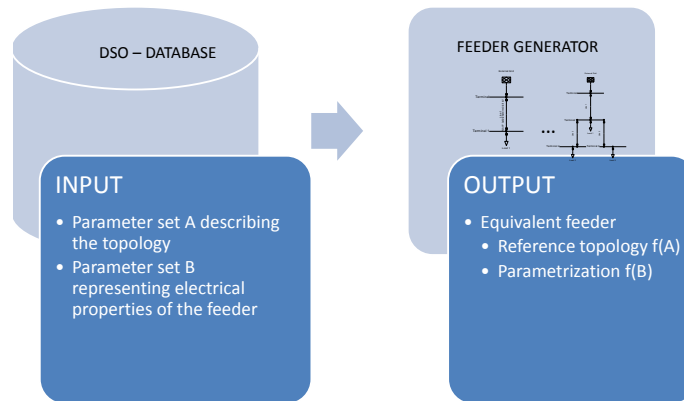 DSO – DATABASE
FEEDER GENERATOR
INPUT
• Parameter set A describing
the topology
• Parameter set B
representing electrical
properties of the feeder
OUTPUT
• Equivalent feeder
• Reference topology f(A)
• Parametrization f(B)